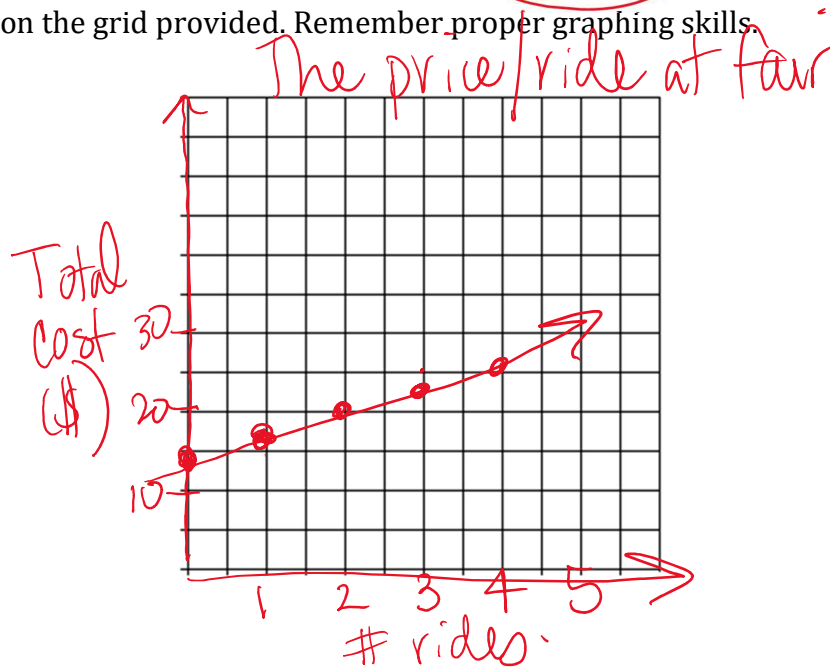 on the grid provided. Remember proper graphing skills.
The price/ride at fair
Total
cost
($)
30
20
10
1 2 3 4 5
# rides.